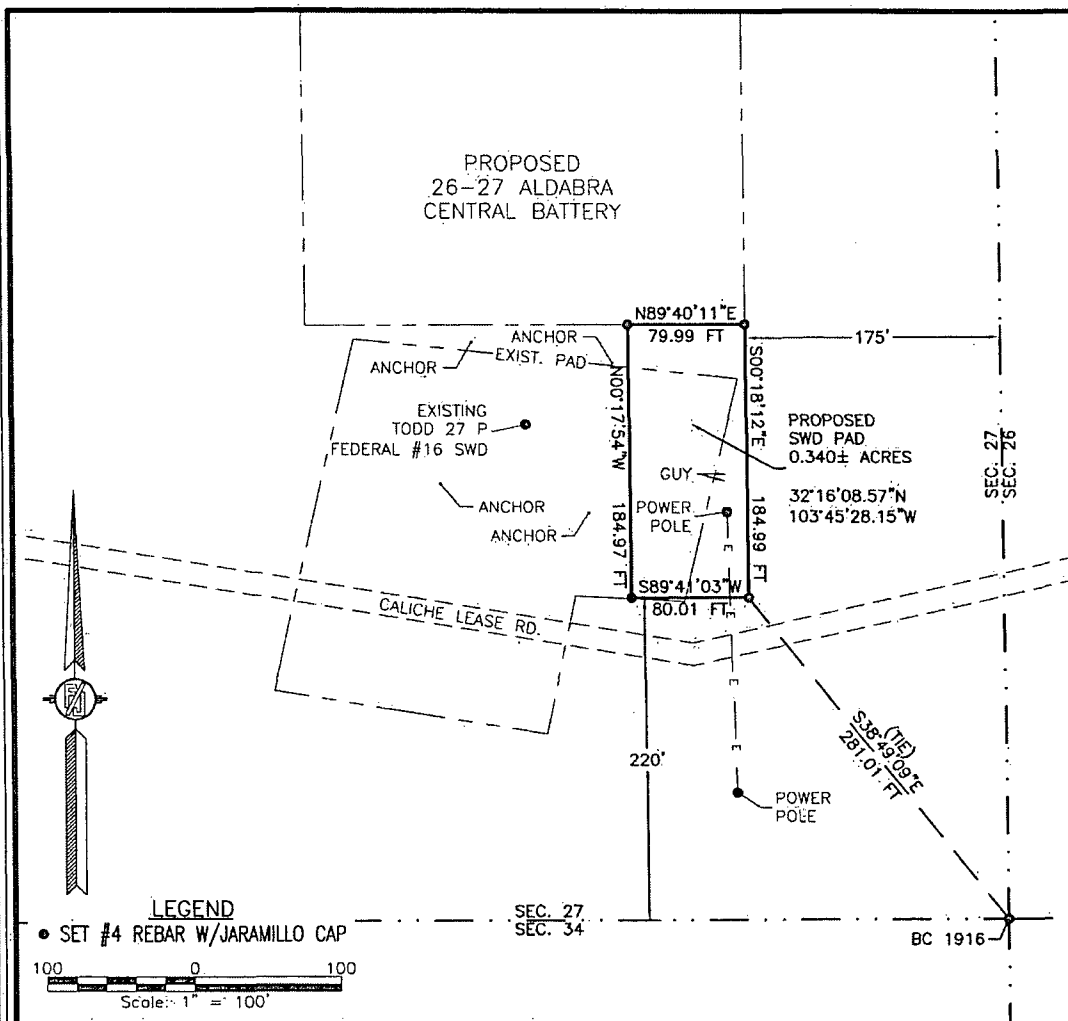 PROPOSED
26-27 ALDABRA
CENTRAL BATTERY
N89°40'11"E
79.99 FT
ANCHOR
EXIST. PAD
ANCHOR
175'
N00°17'54"W
184.97 FT
S00°18'12"E
184.99 FT
EXISTING
TODD 27 P
FEDERAL #16 SWD
PROPOSED
SWD PAD
0.340± ACRES
32°16'08.57"N
103°45'28.15"W
SEC. 27
SEC. 26
GUY
ANCHOR
POWER
POLE
ANCHOR
E
S89°41'03"W
80.01 FT
E
CALICHE LEASE RD.
E
(TIE)
S38°49'09"E
281.01 FT
E
220'
POWER
POLE
LEGEND
SET #4 REBAR W/JARAMILLO CAP
SEC. 27
SEC. 34
BC 1916
100 0 100
Scale: 1" = 100'